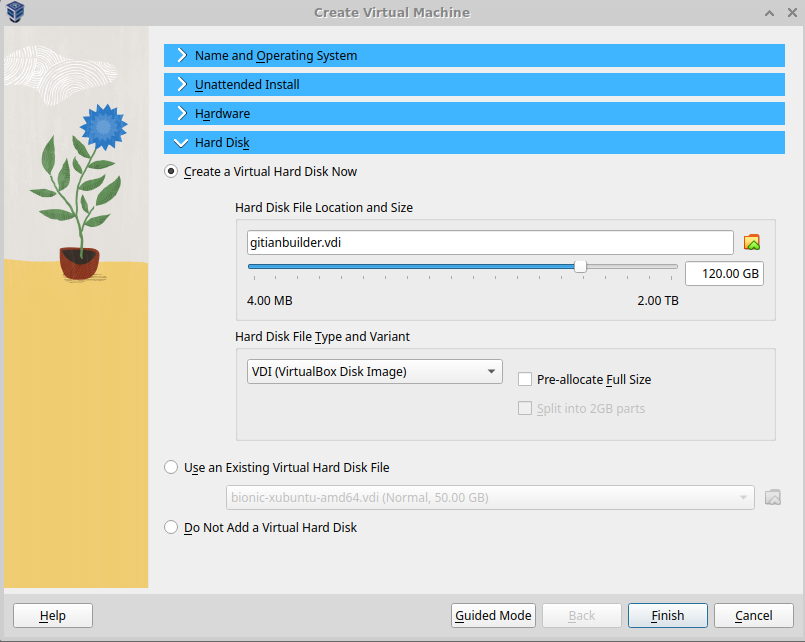 Create Virtual Machine
Name and Operating System
Unattended Install
Hardware
Hard Disk
Create a Virtual Hard Disk Now
Hard Disk File Location and Size
gitianbuilder.vdi
120.00 GB
4.00 MB 2.00 TB
Hard Disk File Type and Variant
VDI (VirtualBox Disk Image)
Pre-allocate Full Size
Split into 2GB parts
Use an Existing Virtual Hard Disk File
bionic-xubuntu-amd64.vdi (Normal, 50.00 GB)
Do Not Add a Virtual Hard Disk
Help Guided Mode Back Finish Cancel